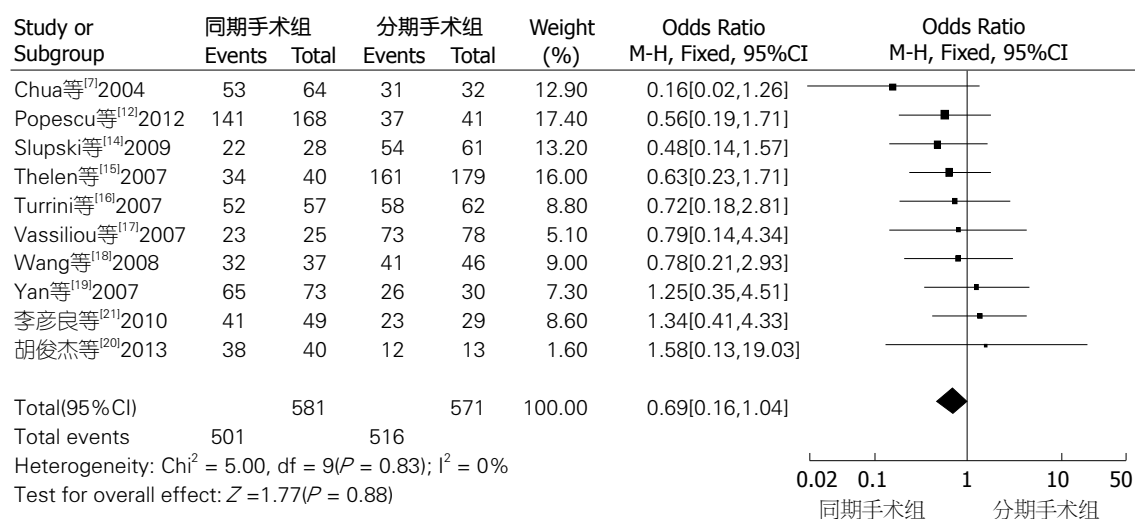 Study or 同期手术组 分期手术组 Weight Odds Ratio Odds Ratio
Subgroup Events Total Events Total (%) M-H, Fixed, 95%CI M-H, Fixed, 95%CI
Chua等[7]2004 53 64 31 32 12.90 0.16[0.02,1.26]
Popescu等[12]2012 141 168 37 41 17.40 0.56[0.19,1.71]
Slupski等[14]2009 22 28 54 61 13.20 0.48[0.14,1.57]
Thelen等[15]2007 34 40 161 179 16.00 0.63[0.23,1.71]
Turrini等[16]2007 52 57 58 62 8.80 0.72[0.18,2.81]
Vassiliou等[17]2007 23 25 73 78 5.10 0.79[0.14,4.34]
Wang等[18]2008 32 37 41 46 9.00 0.78[0.21,2.93]
Yan等[19]2007 65 73 26 30 7.30 1.25[0.35,4.51]
李彦良等[21]2010 41 49 23 29 8.60 1.34[0.41,4.33]
胡俊杰等[20]2013 38 40 12 13 1.60 1.58[0.13,19.03]
Total(95%CI) 581 571 100.00 0.69[0.16,1.04]
Total events 501 516
Heterogeneity: Chi² = 5.00, df = 9(P = 0.83); I² = 0%
Test for overall effect: Z =1.77(P = 0.88)
0.02 0.1 1 10 50
同期手术组 分期手术组